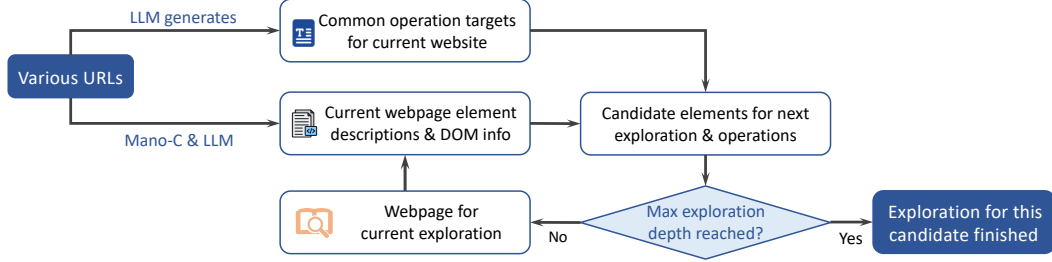 LLM generates
Common operation targets
for current website
Various URLs
Mano-C & LLM
Current webpage element
descriptions & DOM info
Candidate elements for next
exploration & operations
Webpage for
current exploration
No
Max exploration
depth reached?
Yes
Exploration for this
candidate finished